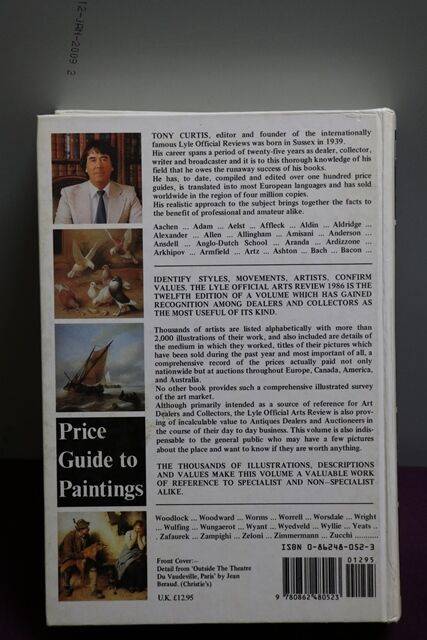 12-JAN-2009 2
TONY CURTIS, editor and founder of the internationally
famous Lyle Official Reviews was born in Sussex in 1939.
His career spans a period of twenty-five years as dealer, collector,
writer and broadcaster and it is to this thorough knowledge of his
field that he owes the runaway success of his books.
He has, to date, compiled and edited over one hundred price
guides, is translated into most European languages and has sold
worldwide in the region of four million copies.
His realistic approach to the subject brings together the facts to
the benefit of professional and amateur alike.
Aachen ... Adam ... Aelst ... Affleck ... Aldin ... Aldridge ...
Alexander ... Allen ... Allingham ... Amisani ... Anderson ...
Ansdell ... Anglo-Dutch School ... Aranda ... Ardizzone ...
Arkhipov ... Armfield ... Artz ... Ashton ... Bach ... Bacon ...
IDENTIFY STYLES, MOVEMENTS, ARTISTS, CONFIRM
VALUES. THE LYLE OFFICIAL ARTS REVIEW 1986 IS THE
TWELFTH EDITION OF A VOLUME WHICH HAS GAINED
RECOGNITION AMONG DEALERS AND COLLECTORS AS
THE MOST USEFUL OF ITS KIND.
Thousands of artists are listed alphabetically with more than
2,000 illustrations of their work, and also included are details of
the medium in which they worked, titles of their pictures which
have been sold during the past year and most important of all, a
comprehensive record of the prices actually paid not only
nationwide but at auctions throughout Europe, Canada, America,
and Australia.
No other book provides such a comprehensive illustrated survey
of the art market.
Although primarily intended as a source of reference for Art
Dealers and Collectors, the Lyle Official Arts Review is also prov-
ing of incalculable value to Antiques Dealers and Auctioneers in
the course of their day to day business. This volume is also indis-
pensable to the general public who may have a few pictures
about the place and want to know if they are worth anything.
THE THOUSANDS OF ILLUSTRATIONS, DESCRIPTIONS
AND VALUES MAKE THIS VOLUME A VALUABLE WORK
OF REFERENCE TO SPECIALIST AND NON-SPECIALIST
ALIKE.
Price
Guide to
Paintings
Woodlock ... Woodward ... Worms ... Worrell ... Worsdale ... Wright
... Wulfing ... Wungaerot ... Wyant ... Wyedveld ... Wyllie ... Yeats ..
. Zafaurek ... Zampighi ... Zeloni ... Zimmermann ... Zucchi ..........
ISBN 0-86248-052-3
01295
Front Cover:–
Detail from 'Outside The Theatre
Du Vaudeville, Paris' by Jean
Beraud. (Christie's)
U.K. £12.95
9 780862 480523